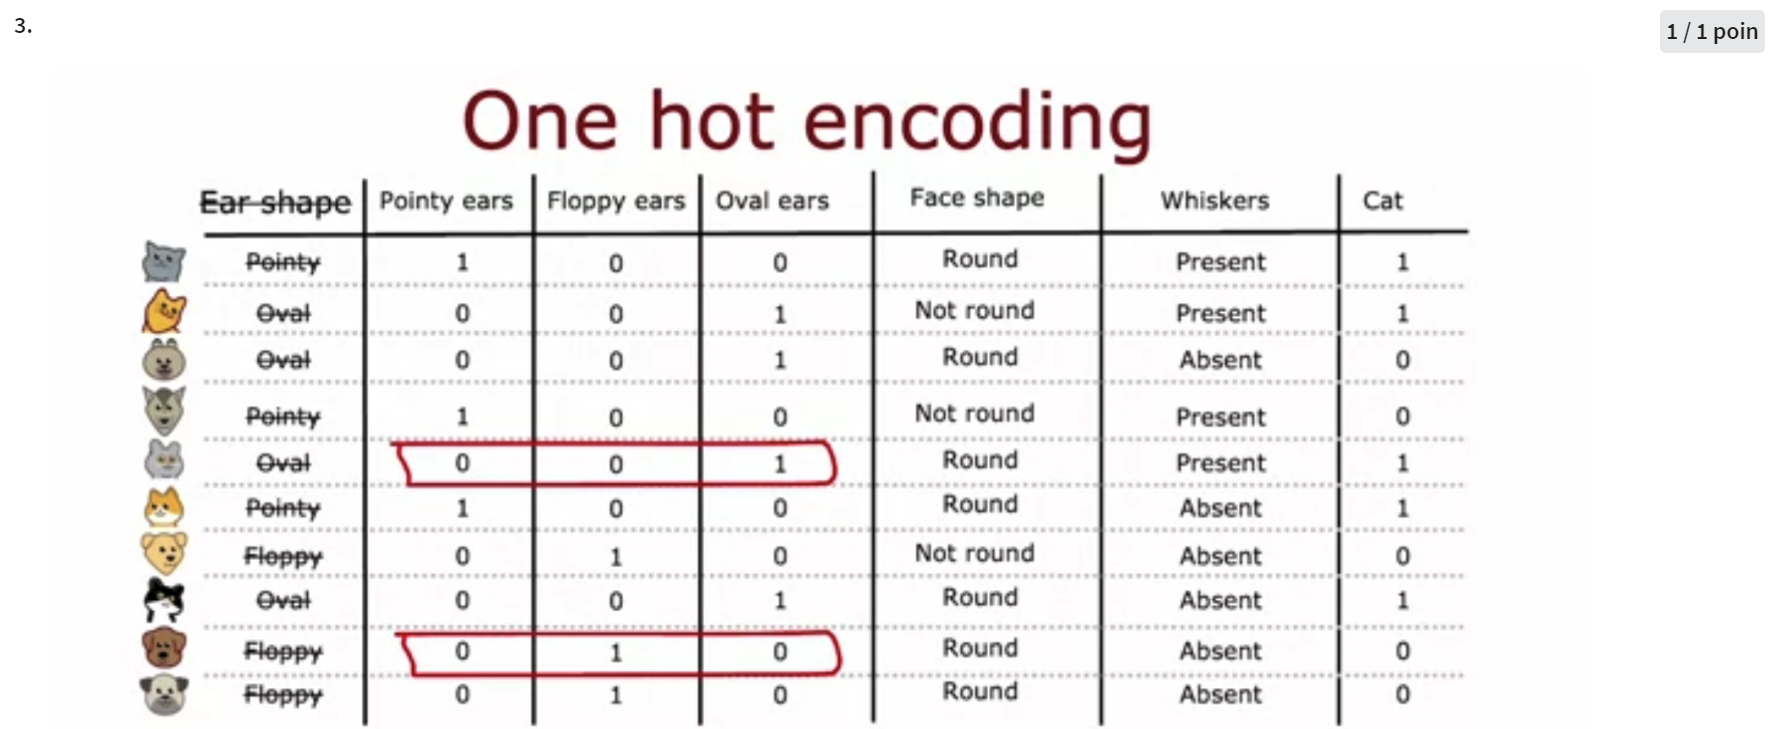 3.
1 / 1 poin
One hot encoding
Ear shape Pointy ears Floppy ears Oval ears Face shape Whiskers Cat
Pointy 1 0 0 Round Present 1
Oval 0 0 1 Not round Present 1
Oval 0 0 1 Round Absent 0
Pointy 1 0 0 Not round Present 0
Oval 0 0 1 Round Present 1
Pointy 1 0 0 Round Absent 1
Floppy 0 1 0 Not round Absent 0
Oval 0 0 1 Round Absent 1
Floppy 0 1 0 Round Absent 0
Floppy 0 1 0 Round Absent 0